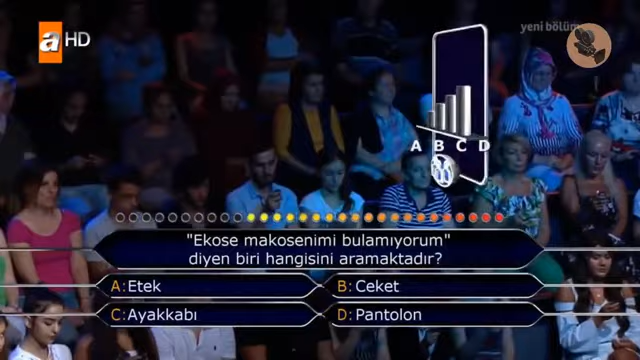 a HD
yeni bölüm
A B C D
"Ekose makosenimi bulamıyorum"
diyen biri hangisini aramaktadır?
A: Etek
B: Ceket
C: Ayakkabı
D: Pantolon